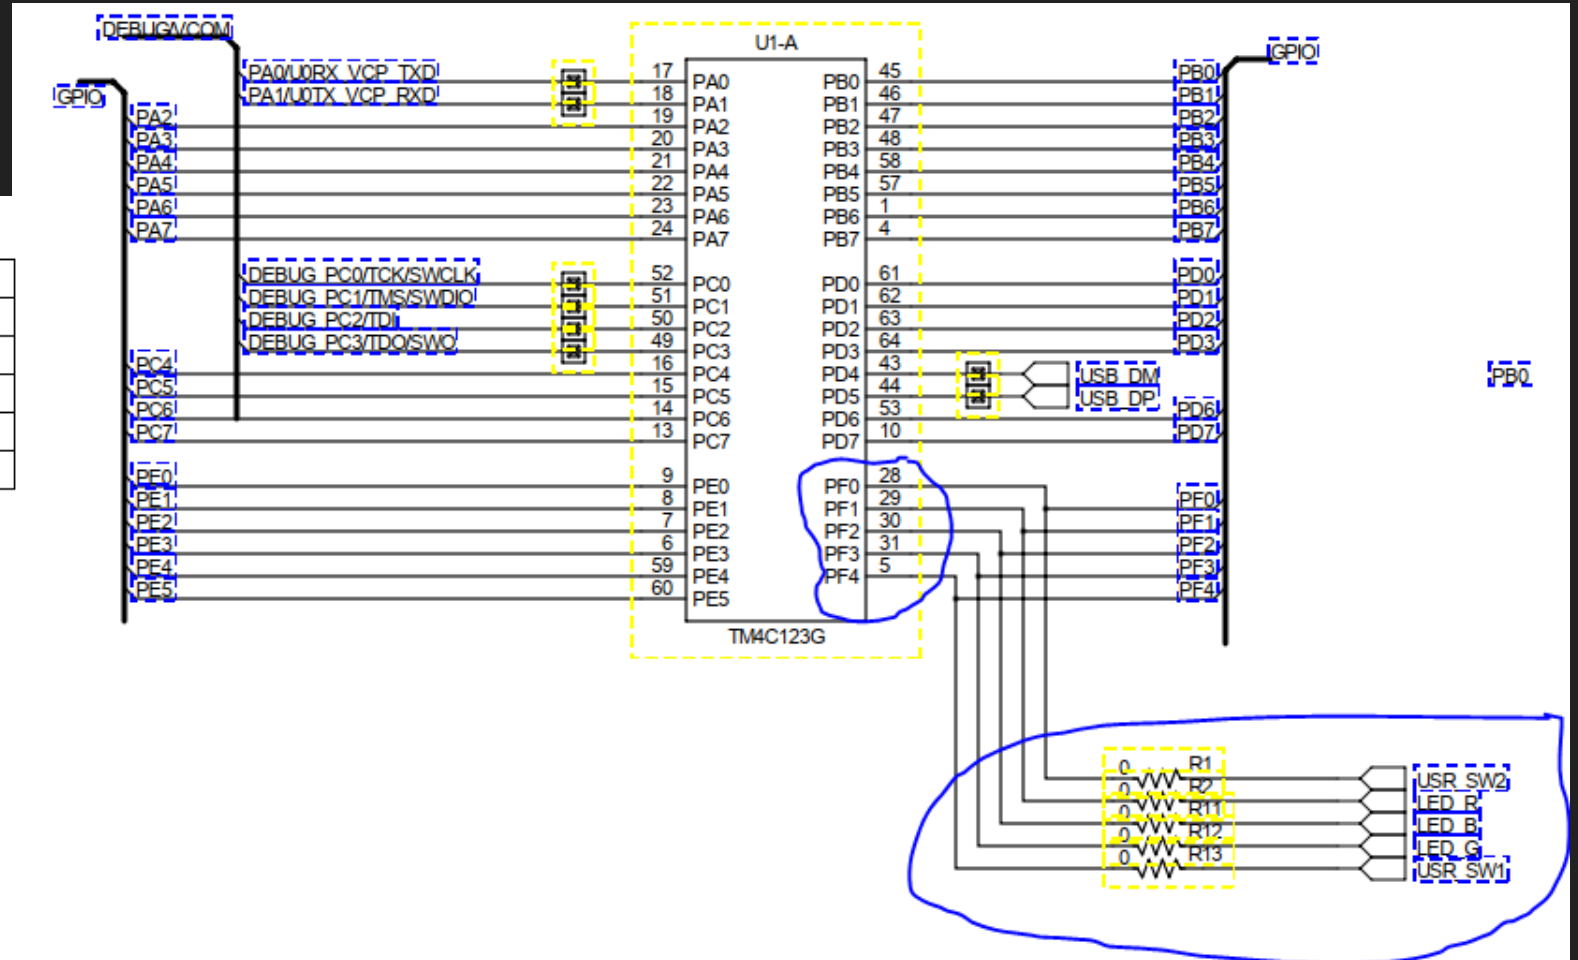 DEBUG/VCOM
GPIO
PA0/U0RX_VCP_TXD
PA1/U0TX_VCP_RXD
PA2
PA3
PA4
PA5
PA6
PA7
DEBUG_PC0/TCK/SWCLK
DEBUG_PC1/TMS/SWDIO
DEBUG_PC2/TDI
DEBUG_PC3/TDO/SWO
PC4
PC5
PC6
PC7
PE0
PE1
PE2
PE3
PE4
PE5
U1-A
17 PA0 PB0 45
18 PA1 PB1 46
19 PA2 PB2 47
20 PA3 PB3 48
21 PA4 PB4 58
22 PA5 PB5 57
23 PA6 PB6 1
24 PA7 PB7 4
52 PC0 PD0 61
51 PC1 PD1 62
50 PC2 PD2 63
49 PC3 PD3 64
16 PC4 PD4 43
15 PC5 PD5 44
14 PC6 PD6 53
13 PC7 PD7 10
9 PE0 PF0 28
8 PE1 PF1 29
7 PE2 PF2 30
6 PE3 PF3 31
59 PE4 PF4 5
60 PE5
TM4C123G
GPIO
PB0
PB1
PB2
PB3
PB4
PB5
PB6
PB7
PD0
PD1
PD2
PD3
USB_DM
USB_DP
PD6
PD7
PF0
PF1
PF2
PF3
PF4
PB0
0 R1 USR_SW2
0 R2 LED_R
0 R11 LED_B
0 R12 LED_G
0 R13 USR_SW1